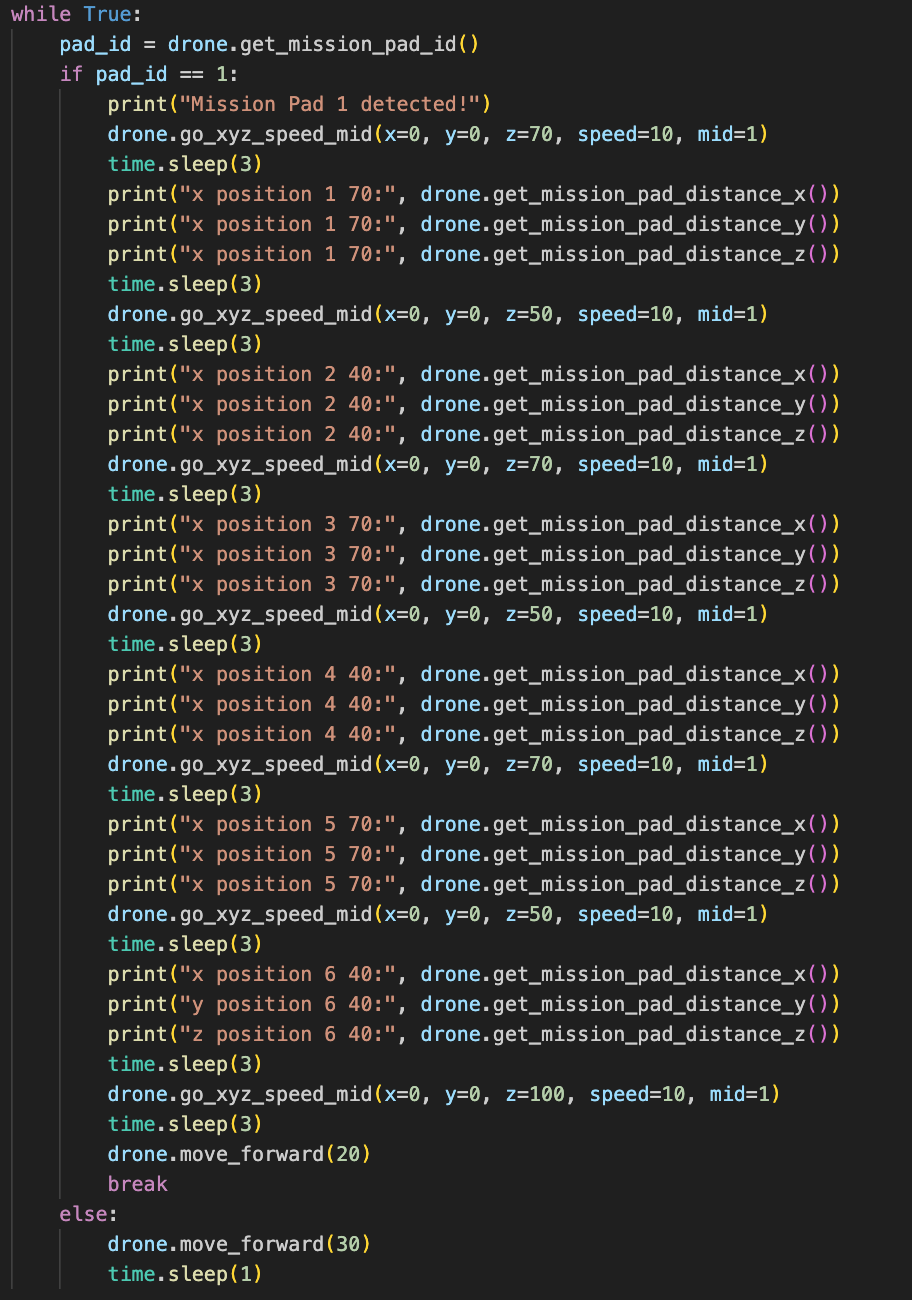 while True:
    pad_id = drone.get_mission_pad_id()
    if pad_id == 1:
        print("Mission Pad 1 detected!")
        drone.go_xyz_speed_mid(x=0, y=0, z=70, speed=10, mid=1)
        time.sleep(3)
        print("x position 1 70:", drone.get_mission_pad_distance_x())
        print("x position 1 70:", drone.get_mission_pad_distance_y())
        print("x position 1 70:", drone.get_mission_pad_distance_z())
        time.sleep(3)
        drone.go_xyz_speed_mid(x=0, y=0, z=50, speed=10, mid=1)
        time.sleep(3)
        print("x position 2 40:", drone.get_mission_pad_distance_x())
        print("x position 2 40:", drone.get_mission_pad_distance_y())
        print("x position 2 40:", drone.get_mission_pad_distance_z())
        drone.go_xyz_speed_mid(x=0, y=0, z=70, speed=10, mid=1)
        time.sleep(3)
        print("x position 3 70:", drone.get_mission_pad_distance_x())
        print("x position 3 70:", drone.get_mission_pad_distance_y())
        print("x position 3 70:", drone.get_mission_pad_distance_z())
        drone.go_xyz_speed_mid(x=0, y=0, z=50, speed=10, mid=1)
        time.sleep(3)
        print("x position 4 40:", drone.get_mission_pad_distance_x())
        print("x position 4 40:", drone.get_mission_pad_distance_y())
        print("x position 4 40:", drone.get_mission_pad_distance_z())
        drone.go_xyz_speed_mid(x=0, y=0, z=70, speed=10, mid=1)
        time.sleep(3)
        print("x position 5 70:", drone.get_mission_pad_distance_x())
        print("x position 5 70:", drone.get_mission_pad_distance_y())
        print("x position 5 70:", drone.get_mission_pad_distance_z())
        drone.go_xyz_speed_mid(x=0, y=0, z=50, speed=10, mid=1)
        time.sleep(3)
        print("x position 6 40:", drone.get_mission_pad_distance_x())
        print("y position 6 40:", drone.get_mission_pad_distance_y())
        print("z position 6 40:", drone.get_mission_pad_distance_z())
        time.sleep(3)
        drone.go_xyz_speed_mid(x=0, y=0, z=100, speed=10, mid=1)
        time.sleep(3)
        drone.move_forward(20)
        break
    else:
        drone.move_forward(30)
        time.sleep(1)